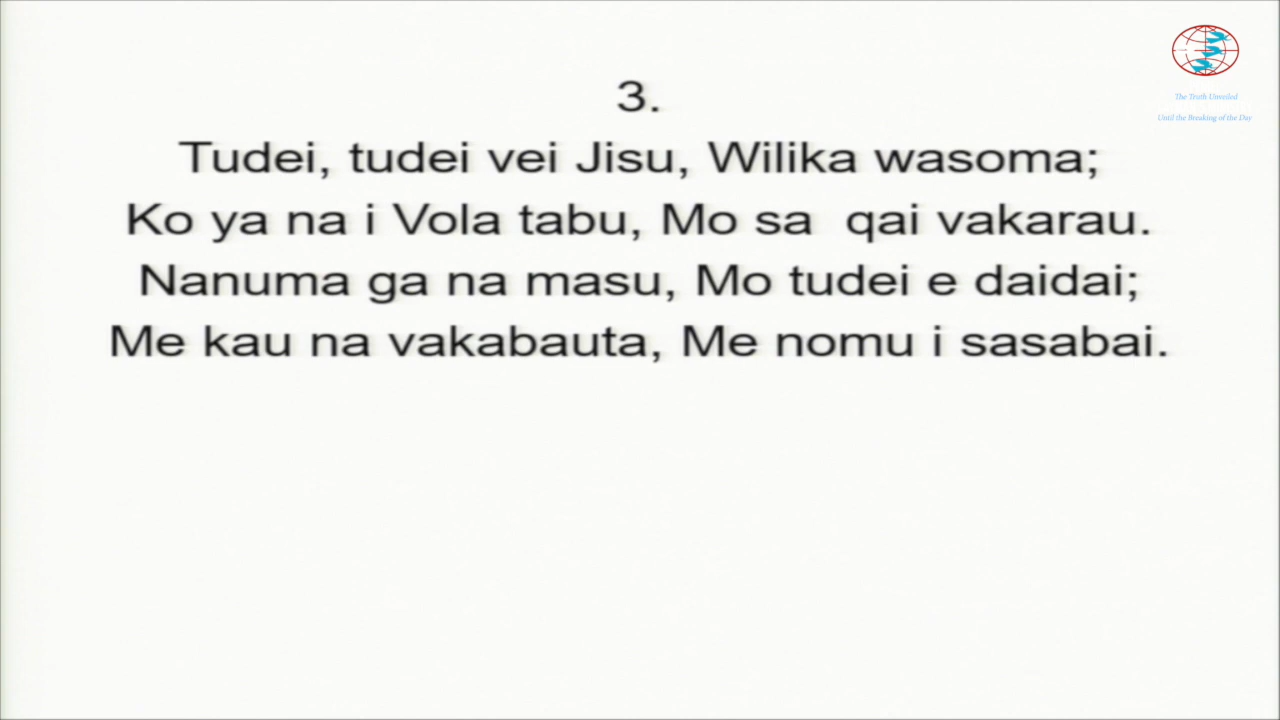 The Truth Unveiled
Until the Breaking of the Day
3.
Tudei, tudei vei Jisu, Wilika wasoma;
Ko ya na i Vola tabu, Mo sa qai vakarau.
Nanuma ga na masu, Mo tudei e daidai;
Me kau na vakabauta, Me nomu i sasabai.